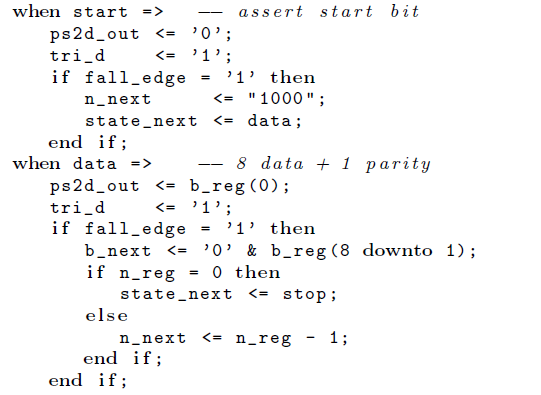 when start =>    -- assert start bit
   ps2d_out <= ’0’;
   tri_d    <= ’1’;
   if fall_edge = ’1’ then
      n_next     <= "1000";
      state_next <= data;
   end if;
when data =>    -- 8 data + 1 parity
   ps2d_out <= b_reg(0);
   tri_d    <= ’1’;
   if fall_edge = ’1’ then
      b_next <= ’0’ & b_reg(8 downto 1);
      if n_reg = 0 then
         state_next <= stop;
      else
         n_next <= n_reg - 1;
      end if;
   end if;